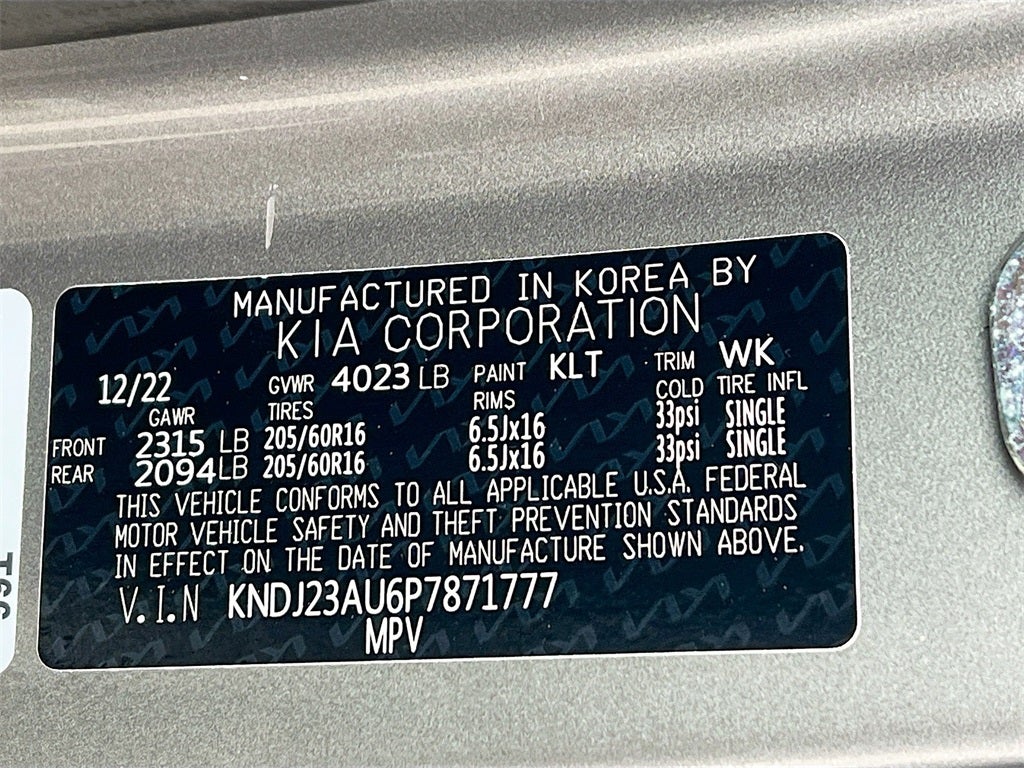 MANUFACTURED IN KOREA BY
KIA CORPORATION
12/22 GVWR 4023 LB PAINT KLT TRIM WK
GAWR TIRES RIMS COLD TIRE INFL
FRONT 2315 LB 205/60R16 6.5Jx16 33psi SINGLE
REAR 2094 LB 205/60R16 6.5Jx16 33psi SINGLE
THIS VEHICLE CONFORMS TO ALL APPLICABLE U.S.A. FEDERAL
MOTOR VEHICLE SAFETY AND THEFT PREVENTION STANDARDS
IN EFFECT ON THE DATE OF MANUFACTURE SHOWN ABOVE.
V.I.N KNDJ23AU6P7871777
MPV